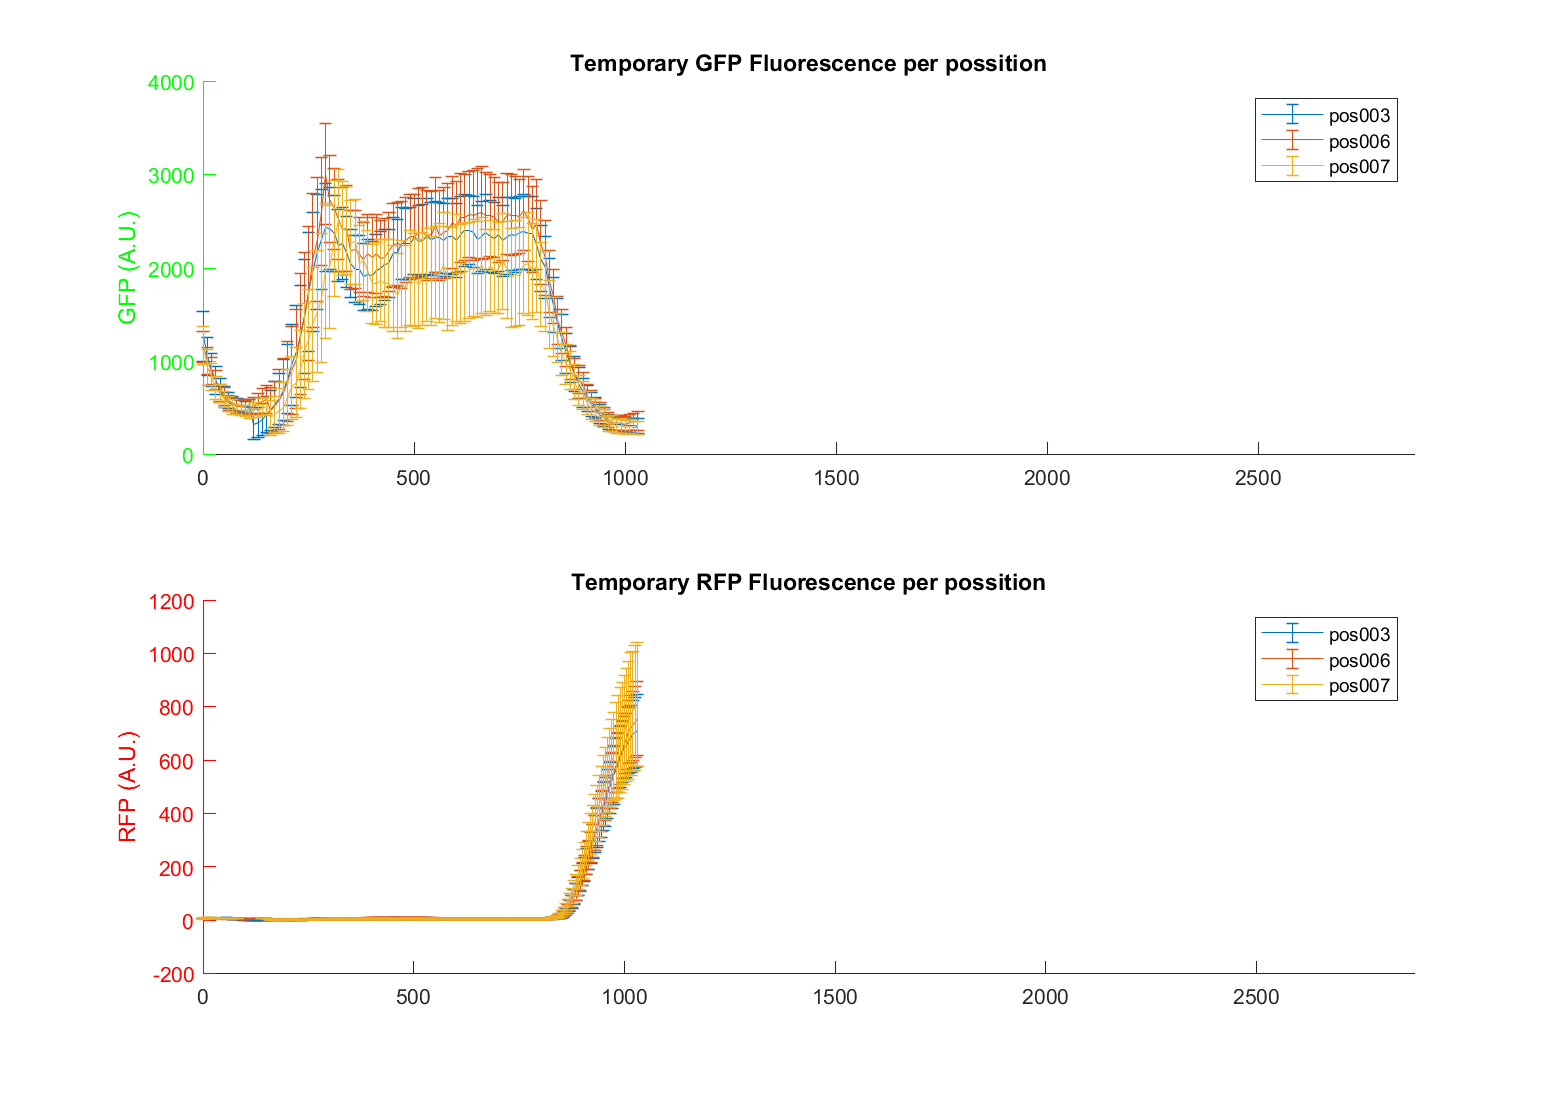 Temporary GFP Fluorescence per possition
4000
3000
2000
1000
0
GFP (A.U.)
0 500 1000 1500 2000 2500
pos003
pos006
pos007
Temporary RFP Fluorescence per possition
1200
1000
800
600
400
200
0
-200
RFP (A.U.)
0 500 1000 1500 2000 2500
pos003
pos006
pos007